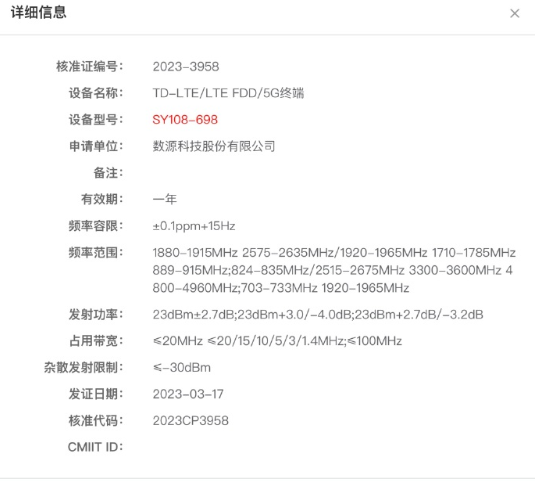 详细信息
核准证编号： 2023-3958
设备名称： TD-LTE/LTE FDD/5G终端
设备型号： SY108-698
申请单位： 数源科技股份有限公司
备注：
有效期： 一年
频率容限： ±0.1ppm+15Hz
频率范围： 1880-1915MHz 2575-2635MHz/1920-1965MHz 1710-1785MHz
889-915MHz;824-835MHz/2515-2675MHz 3300-3600MHz 4
800-4960MHz;703-733MHz 1920-1965MHz
发射功率： 23dBm±2.7dB;23dBm+3.0/-4.0dB;23dBm+2.7dB/-3.2dB
占用带宽： ≤20MHz ≤20/15/10/5/3/1.4MHz;≤100MHz
杂散发射限制： ≤-30dBm
发证日期： 2023-03-17
核准代码： 2023CP3958
CMIIT ID：